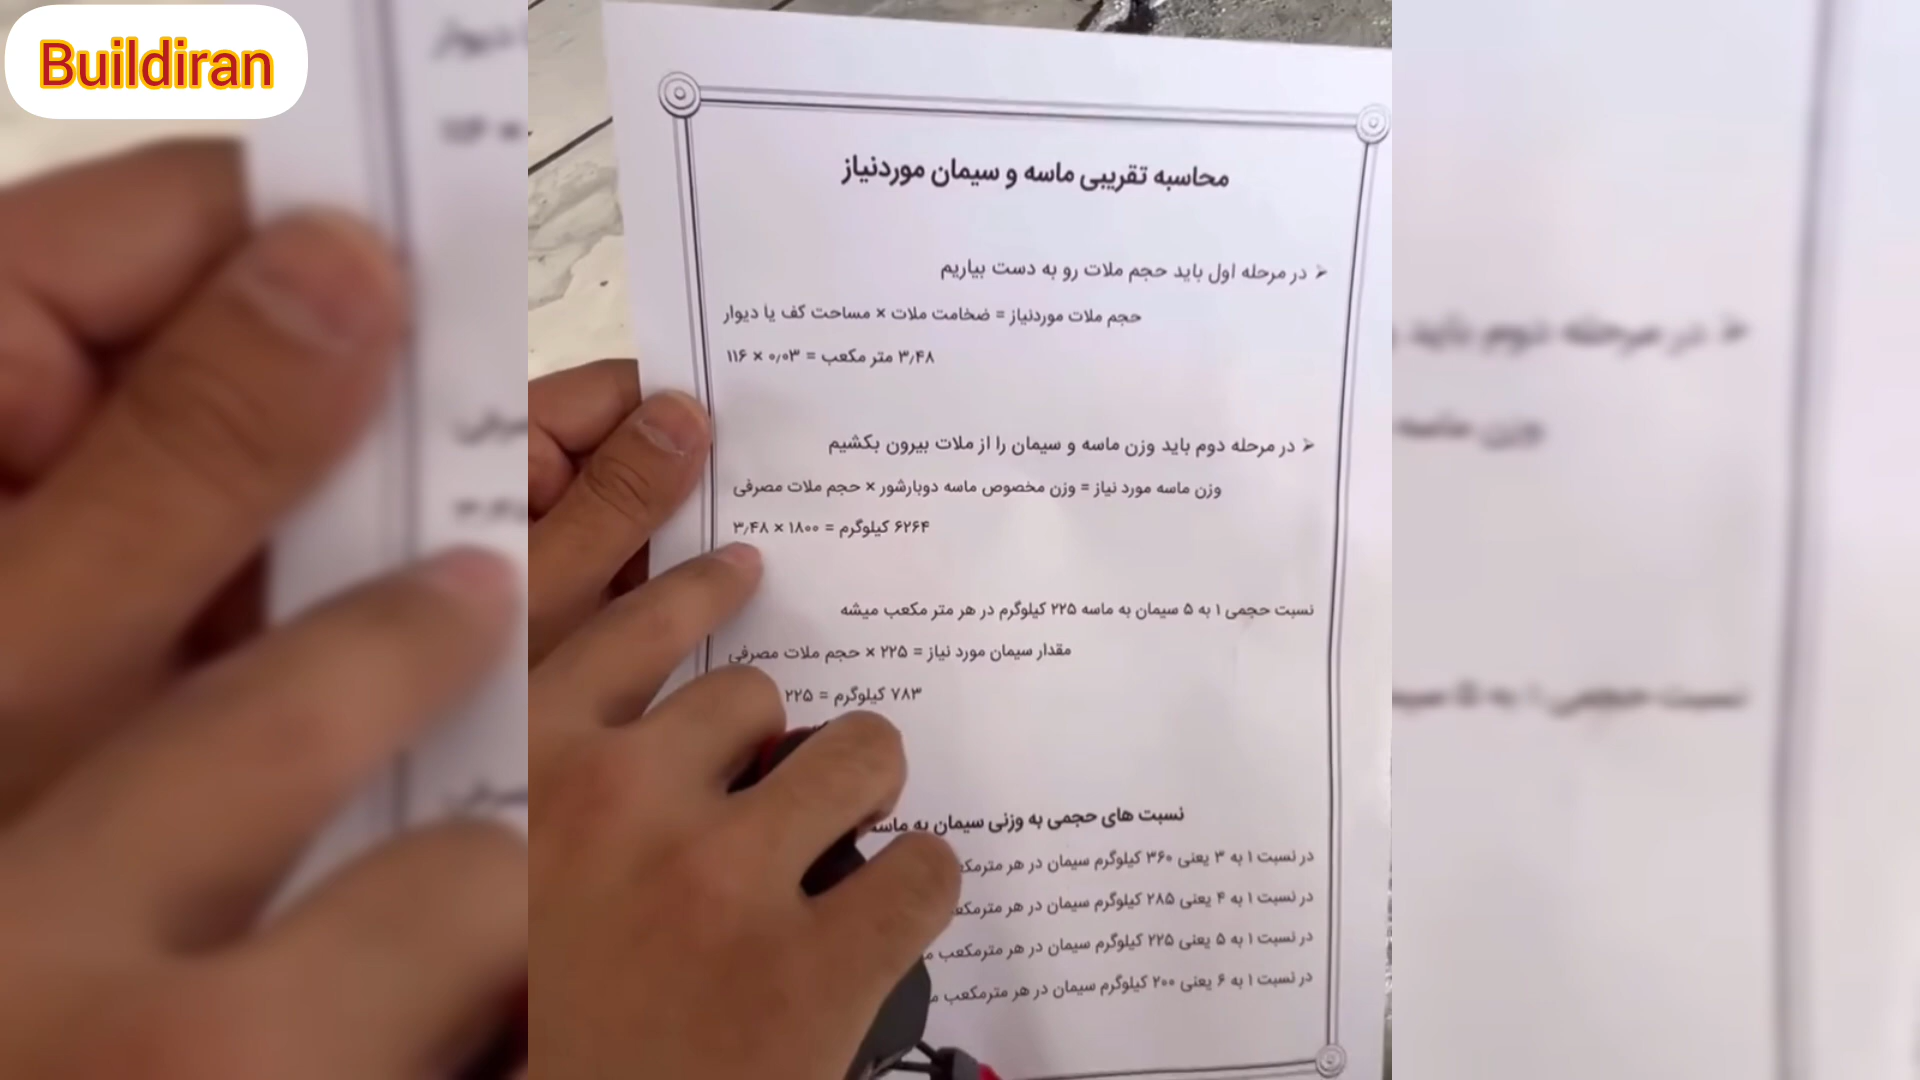 Buildiran
محاسبه تقریبی ماسه و سیمان موردنیاز
در مرحله اول باید حجم ملات رو به دست بیاریم
حجم ملات موردنیاز = ضخامت ملات × مساحت کف یا دیوار
۱۱۶ × ۰٫۰۳ = ۳٫۴۸ متر مکعب
در مرحله دوم باید وزن ماسه و سیمان را از ملات بیرون بکشیم
وزن ماسه مورد نیاز = وزن مخصوص ماسه دوبارشور × حجم ملات مصرفی
۳٫۴۸ × ۱۸۰۰ = ۶۲۶۴ کیلوگرم
نسبت حجمی ۱ به ۵ سیمان به ماسه ۲۲۵ کیلوگرم در هر متر مکعب میشه
مقدار سیمان مورد نیاز = ۲۲۵ × حجم ملات مصرفی
۲۲۵ = ۷۸۳ کیلوگرم
نسبت های حجمی به وزنی سیمان به ماسه
در نسبت ۱ به ۳ یعنی ۳۶۰ کیلوگرم سیمان در هر
در نسبت ۱ به ۴ یعنی ۲۸۵ کیلوگرم سیمان در هر
در نسبت ۱ به ۵ یعنی ۲۲۵ کیلوگرم سیمان در هر مترمکعب
در نسبت ۱ به ۶ یعنی ۲۰۰ کیلوگرم سیمان در هر مترمکعب